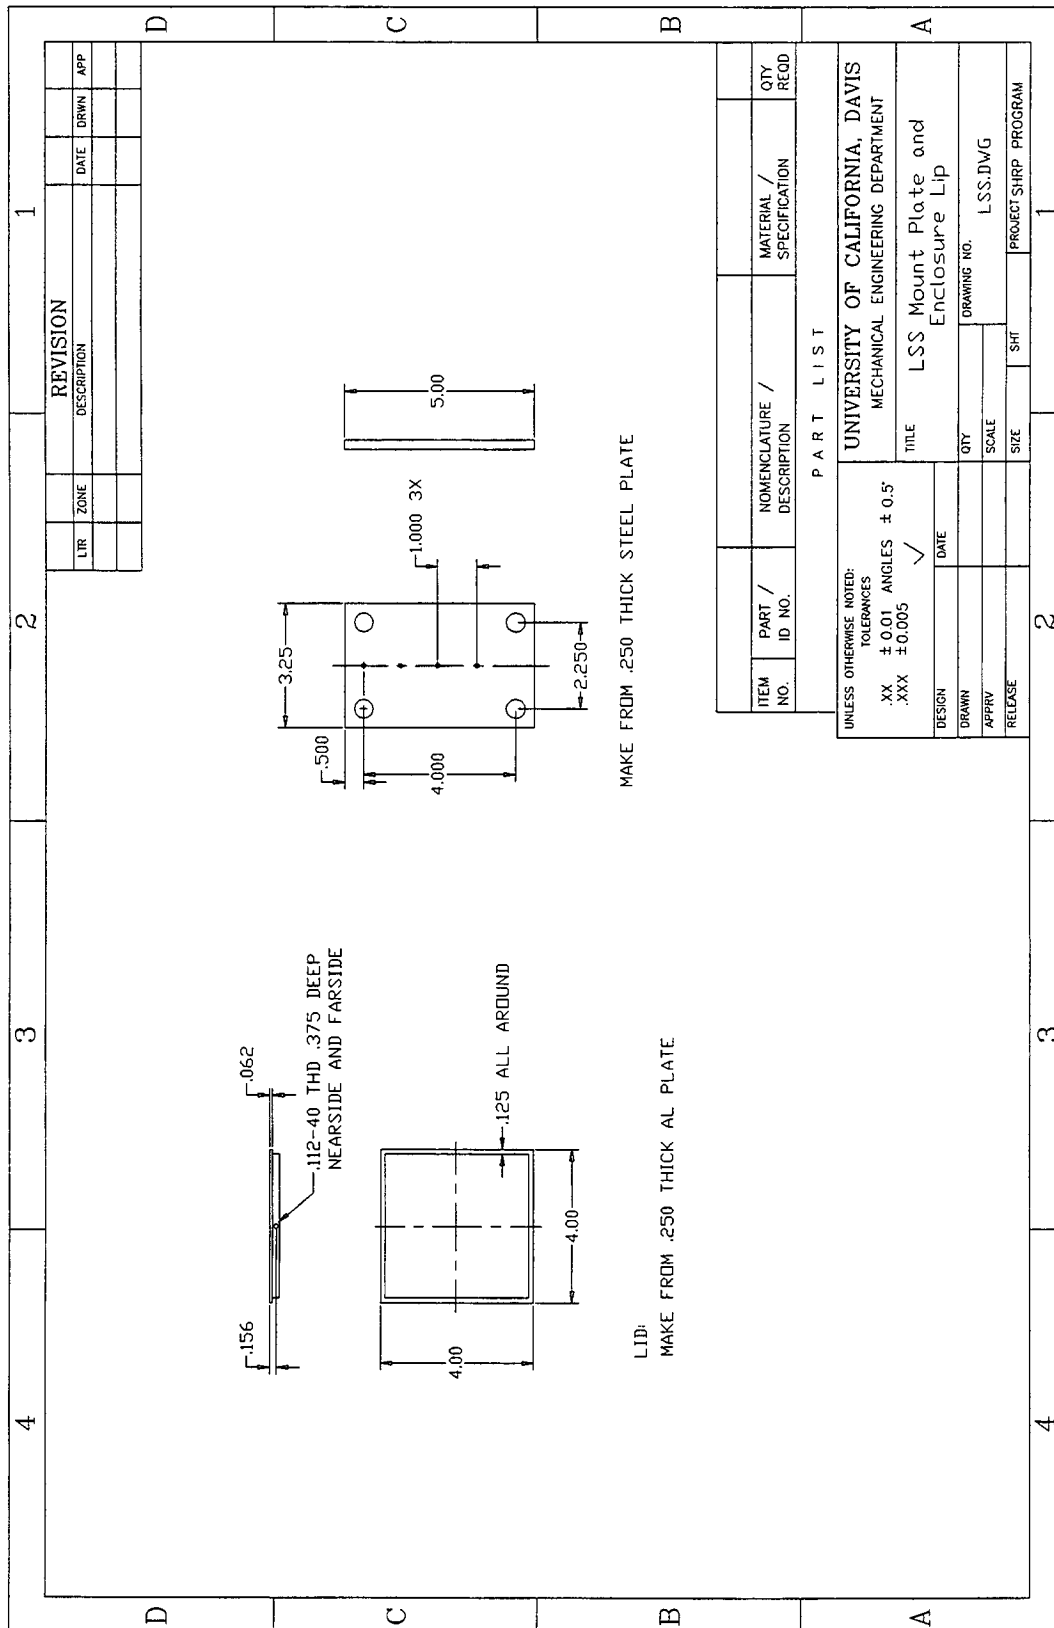 4
3
2
1
D
C
B
A
REVISION
LTR ZONE DESCRIPTION DATE DRWN APP
.156
.062
.112-40 THD .375 DEEP
NEARSIDE AND FARSIDE
4.00
.125 ALL AROUND
4.00
LID:
MAKE FROM .250 THICK AL PLATE
.500
3.25
1.000 3X
5.00
4.000
2.250
MAKE FROM .250 THICK STEEL PLATE
ITEM NO.
PART / ID NO.
NOMENCLATURE / DESCRIPTION
MATERIAL / SPECIFICATION
QTY REQD
PART LIST
UNLESS OTHERWISE NOTED:
TOLERANCES
.XX ± 0.01 ANGLES ± 0.5°
.XXX ± 0.005
UNIVERSITY OF CALIFORNIA, DAVIS
MECHANICAL ENGINEERING DEPARTMENT
TITLE
LSS Mount Plate and
Enclosure Lip
DESIGN
DATE
DRAWN
QTY
DRAWING NO.
LSS.DWG
APPRV
SCALE
RELEASE
SIZE
SHT
PROJECT SHRP PROGRAM
D
C
B
A
4
3
2
1